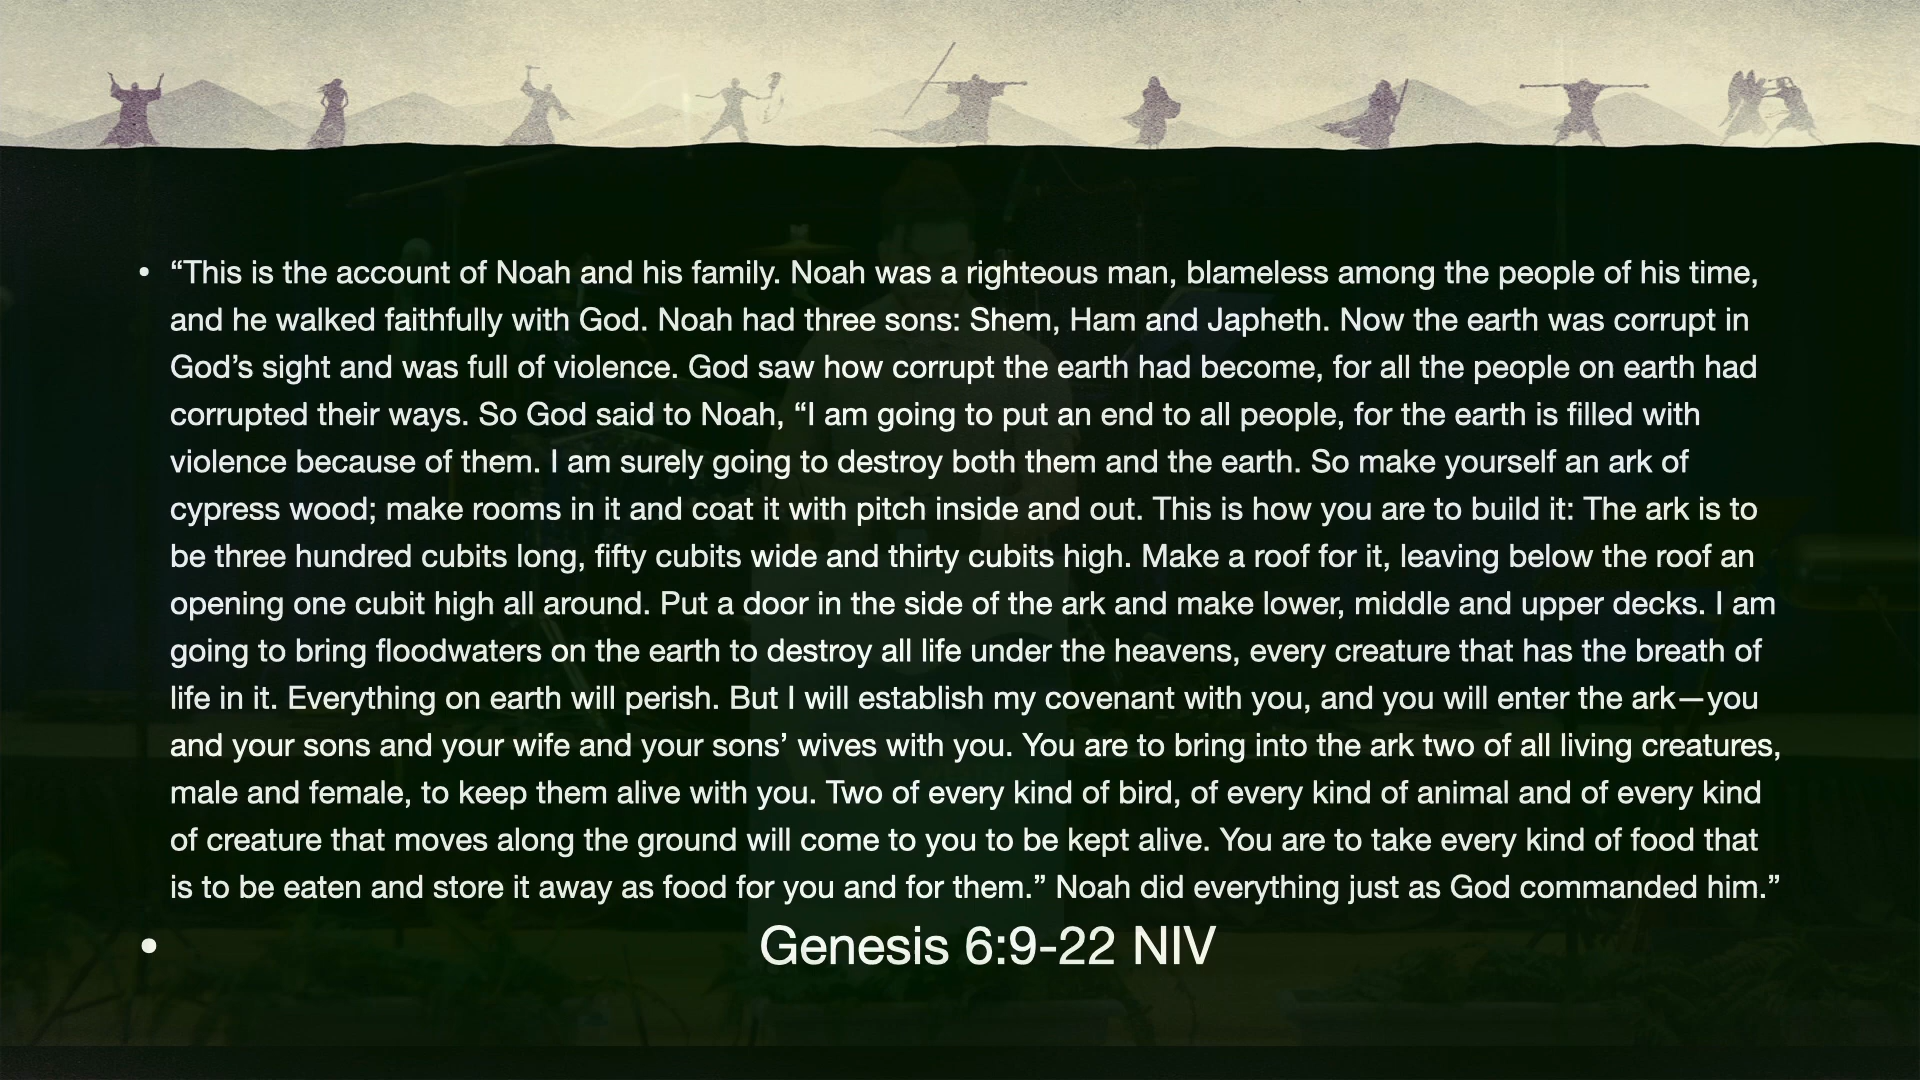 • “This is the account of Noah and his family. Noah was a righteous man, blameless among the people of his time,
and he walked faithfully with God. Noah had three sons: Shem, Ham and Japheth. Now the earth was corrupt in
God’s sight and was full of violence. God saw how corrupt the earth had become, for all the people on earth had
corrupted their ways. So God said to Noah, “I am going to put an end to all people, for the earth is filled with
violence because of them. I am surely going to destroy both them and the earth. So make yourself an ark of
cypress wood; make rooms in it and coat it with pitch inside and out. This is how you are to build it: The ark is to
be three hundred cubits long, fifty cubits wide and thirty cubits high. Make a roof for it, leaving below the roof an
opening one cubit high all around. Put a door in the side of the ark and make lower, middle and upper decks. I am
going to bring floodwaters on the earth to destroy all life under the heavens, every creature that has the breath of
life in it. Everything on earth will perish. But I will establish my covenant with you, and you will enter the ark—you
and your sons and your wife and your sons’ wives with you. You are to bring into the ark two of all living creatures,
male and female, to keep them alive with you. Two of every kind of bird, of every kind of animal and of every kind
of creature that moves along the ground will come to you to be kept alive. You are to take every kind of food that
is to be eaten and store it away as food for you and for them.” Noah did everything just as God commanded him.”
• Genesis 6:9-22 NIV